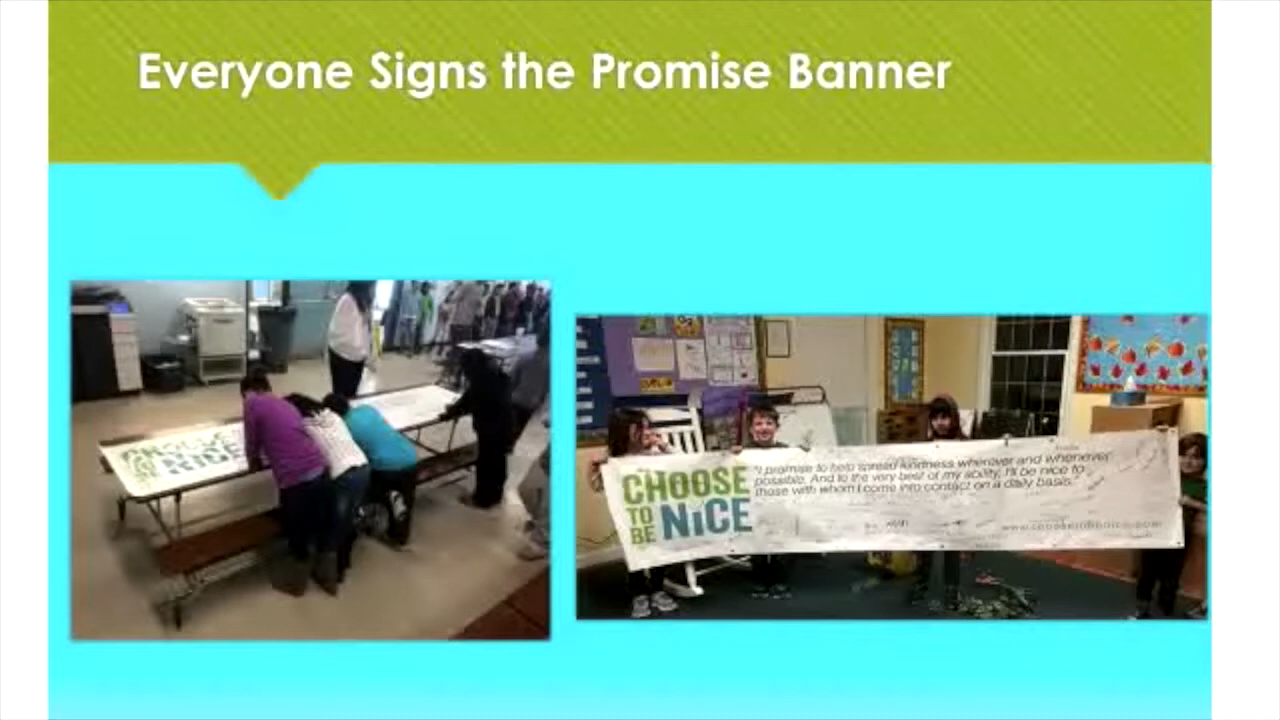 Everyone Signs the Promise Banner
CHOOSE
NICE
CHOOSE
TO
BE NiCE
"I promise to help spread kindness wherever and whenever
possible. And to the very best of my ability, I'll be nice to
those with whom I come into contact on a daily basis."